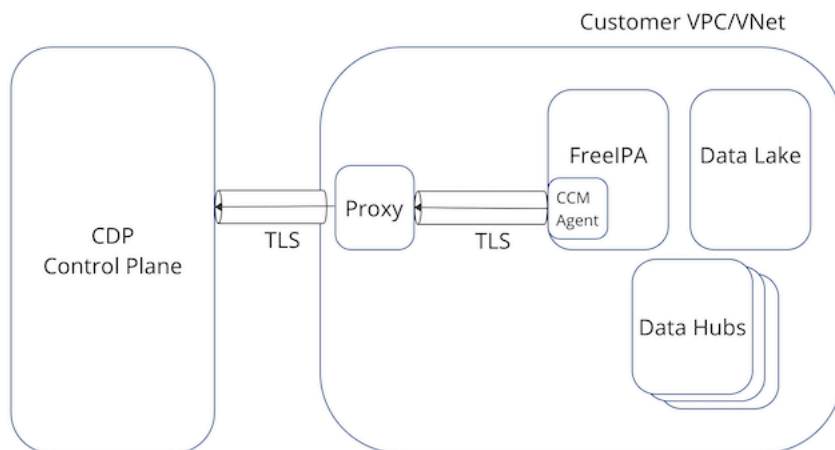 Customer VPC/VNet
CDP
Control Plane
TLS
Proxy
TLS
FreeIPA
CCM
Agent
Data Lake
Data Hubs